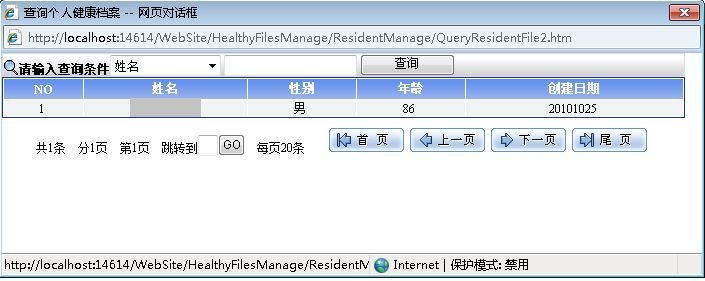 查询个人健康档案 -- 网页对话框
http://localhost:14614/WebSite/HealthyFilesManage/ResidentManage/QueryResidentFile2.htm
请输入查询条件 姓名 查询
NO 姓名 性别 年龄 创建日期
1 男 86 20101025
共1条 分1页 第1页 跳转到 GO 每页20条 首 页 上一页 下一页 尾 页
http://localhost:14614/WebSite/HealthyFilesManage/ResidentM Internet | 保护模式: 禁用